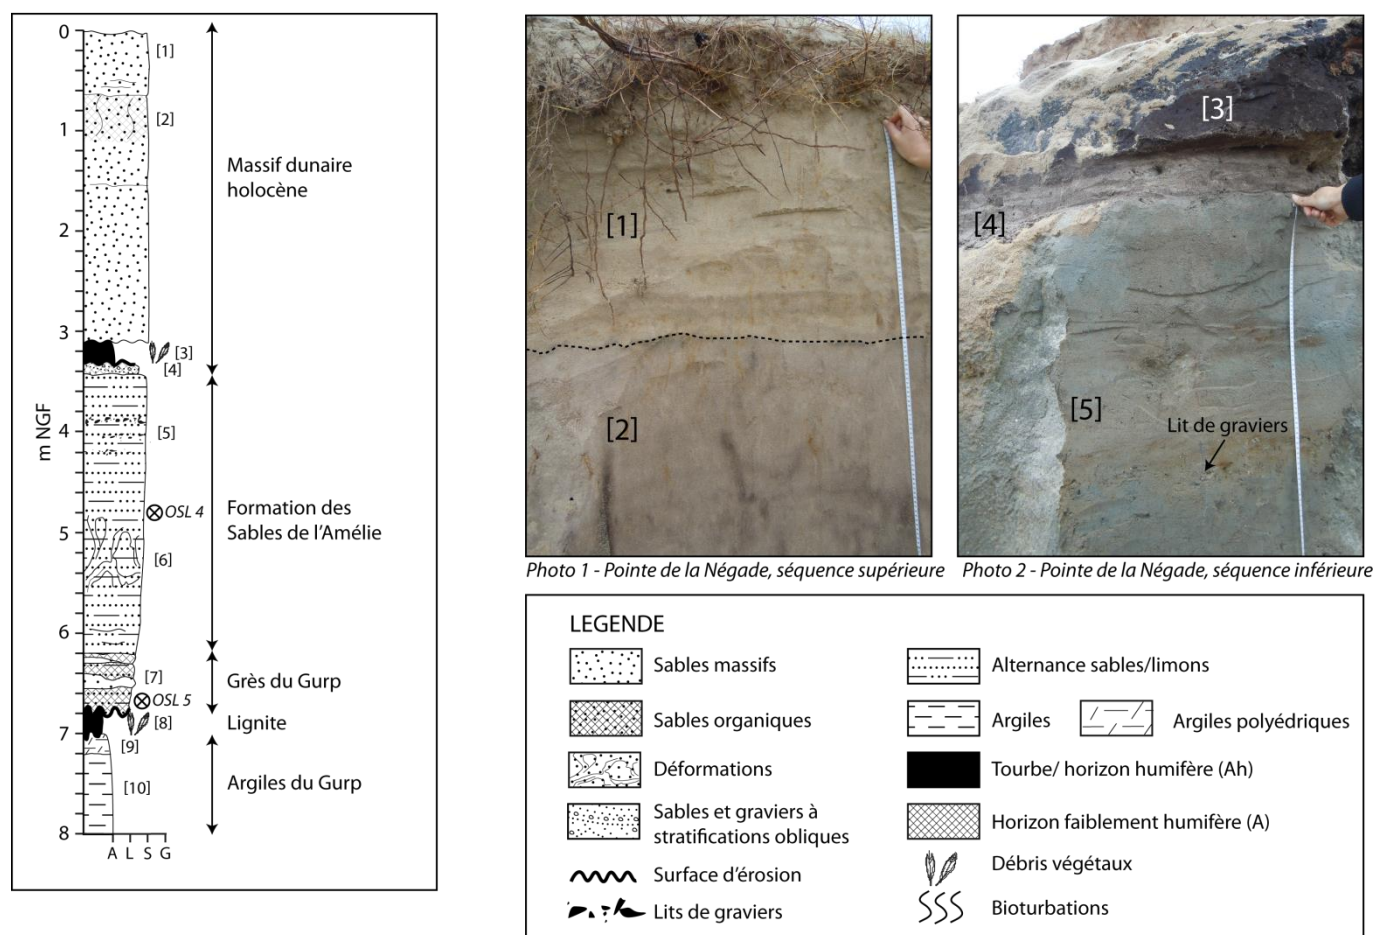 0
1
2
3
4
5
6
7
8
m NGF
A L S G
[1]
[2]
[3]
[4]
[5]
OSL 4
[6]
[7]
OSL 5
[8]
[9]
[10]
Massif dunaire
holocène
Formation des
Sables de l'Amélie
Grès du Gurp
Lignite
Argiles du Gurp
[1]
[2]
Photo 1 - Pointe de la Négade, séquence supérieure
[3]
[4]
[5]
Lit de graviers
Photo 2 - Pointe de la Négade, séquence inférieure
LEGENDE
Sables massifs
Sables organiques
Déformations
Sables et graviers à
stratifications obliques
Surface d'érosion
Lits de graviers
Alternance sables/limons
Argiles
Argiles polyédriques
Tourbe/ horizon humifère (Ah)
Horizon faiblement humifère (A)
Débris végétaux
Bioturbations